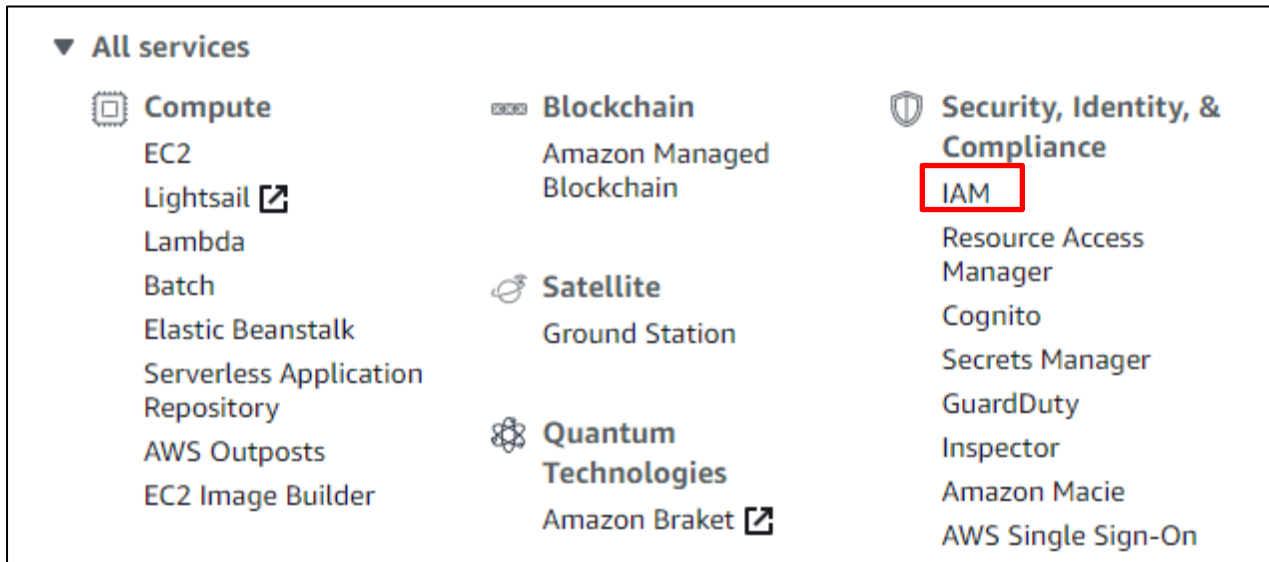 All services
Compute
EC2
Lightsail
Lambda
Batch
Elastic Beanstalk
Serverless Application
Repository
AWS Outposts
EC2 Image Builder
Blockchain
Amazon Managed
Blockchain
Satellite
Ground Station
Quantum
Technologies
Amazon Braket
Security, Identity, &
Compliance
IAM
Resource Access
Manager
Cognito
Secrets Manager
GuardDuty
Inspector
Amazon Macie
AWS Single Sign-On